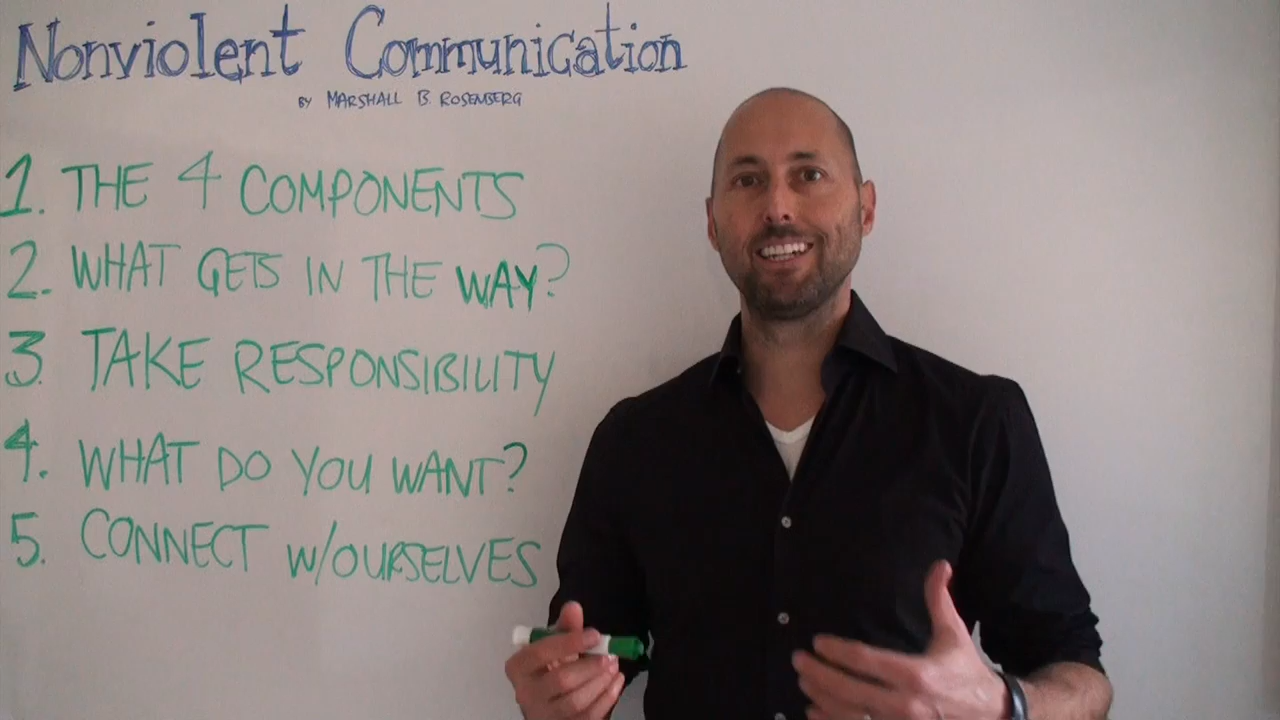 Nonviolent Communication
BY MARSHALL B. ROSENBERG
1. THE 4 COMPONENTS
2. WHAT GETS IN THE WAY?
3. TAKE RESPONSIBILITY
4. WHAT DO YOU WANT?
5. CONNECT W/OURSELVES